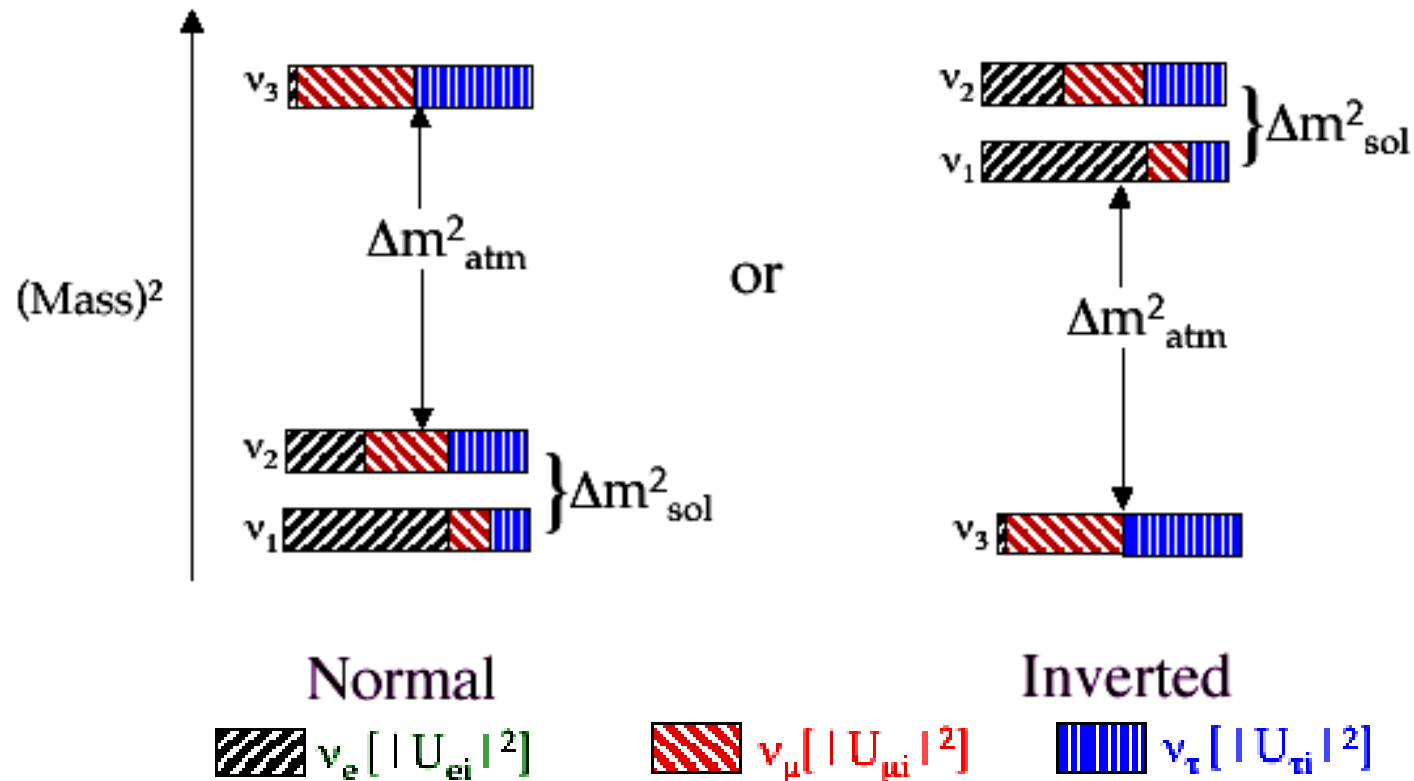 ν₃
ν₂
}Δm²sol
ν₁
Δm²atm
(Mass)²
or
Δm²atm
ν₂
}Δm²sol
ν₁
ν₃
Normal
Inverted
νₑ[|Uₑᵢ|²]
νμ[|Uμi|²]
ντ[|Uτi|²]